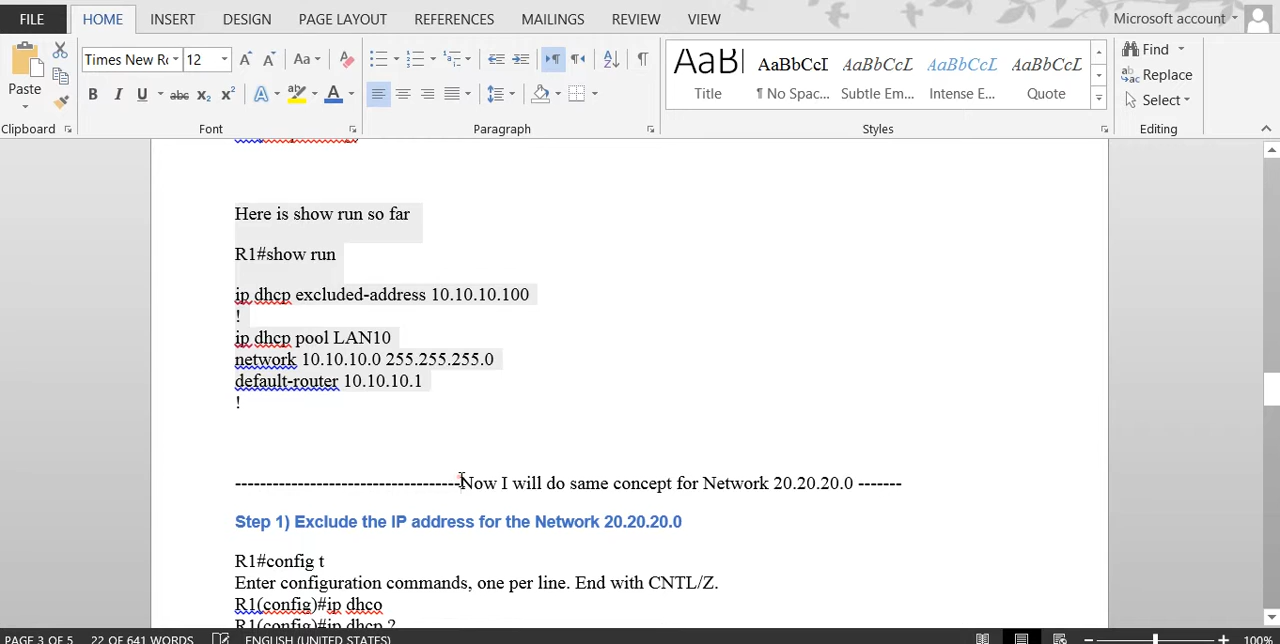 FILE HOME INSERT DESIGN PAGE LAYOUT REFERENCES MAILINGS REVIEW VIEW Microsoft account
Times New Ro 12 Aa
Paste
B I U abc X2 X2 A A
AaB AaBbCcI AaBbCcL AaBbCcL AaBbCcL
Title ¶ No Spac... Subtle Em... Intense E... Quote
Find
Replace
Select
Clipboard Font Paragraph Styles Editing
Here is show run so far
R1#show run
ip dhcp excluded-address 10.10.10.100
!
ip dhcp pool LAN10
network 10.10.10.0 255.255.255.0
default-router 10.10.10.1
!
------------------------------------Now I will do same concept for Network 20.20.20.0 -------
Step 1) Exclude the IP address for the Network 20.20.20.0
R1#config t
Enter configuration commands, one per line. End with CNTL/Z.
R1(config)#ip dhco
R1(config)#ip dhcp ?
PAGE 3 OF 5 22 OF 641 WORDS ENGLISH (UNITED STATES) 100%